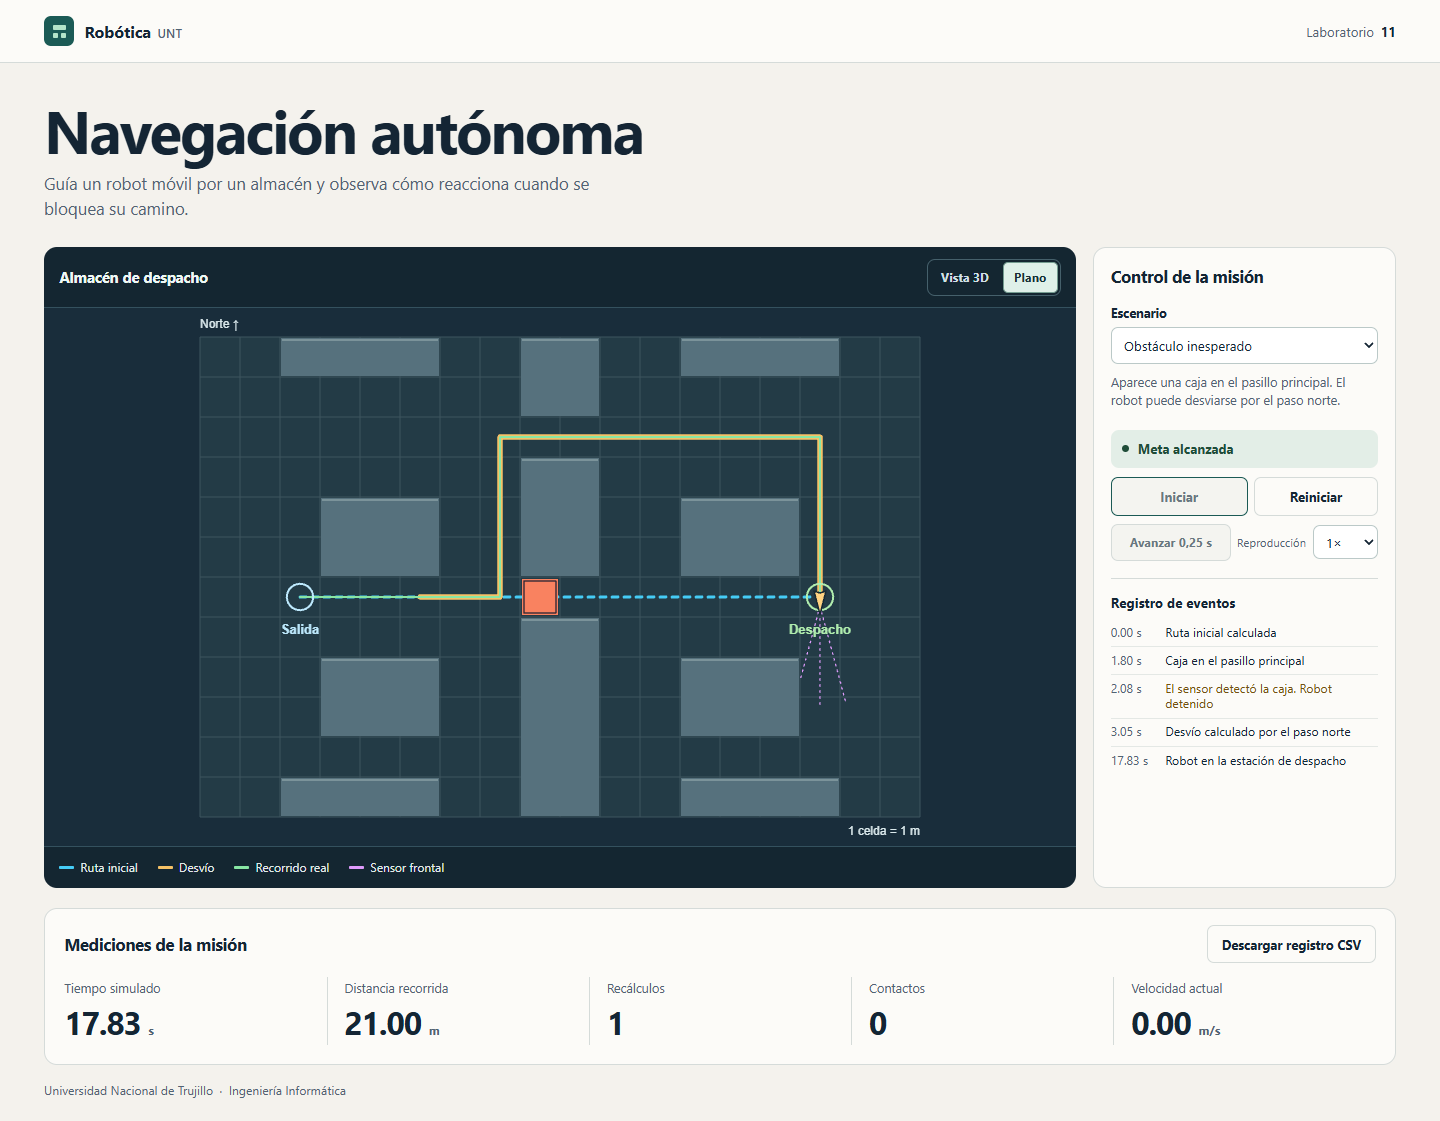 Robótica UNT
Laboratorio 11
Navegación autónoma
Guía un robot móvil por un almacén y observa cómo reacciona cuando se
bloquea su camino.
Almacén de despacho
Vista 3D
Plano
Norte ↑
Salida
Despacho
1 celda = 1 m
Ruta inicial
Desvío
Recorrido real
Sensor frontal
Control de la misión
Escenario
Obstáculo inesperado
Aparece una caja en el pasillo principal. El
robot puede desviarse por el paso norte.
Meta alcanzada
Iniciar
Reiniciar
Avanzar 0,25 s
Reproducción
1×
Registro de eventos
0.00 s Ruta inicial calculada
1.80 s Caja en el pasillo principal
2.08 s El sensor detectó la caja. Robot
detenido
3.05 s Desvío calculado por el paso norte
17.83 s Robot en la estación de despacho
Mediciones de la misión
Descargar registro CSV
Tiempo simulado
17.83 s
Distancia recorrida
21.00 m
Recálculos
1
Contactos
0
Velocidad actual
0.00 m/s
Universidad Nacional de Trujillo · Ingeniería Informática